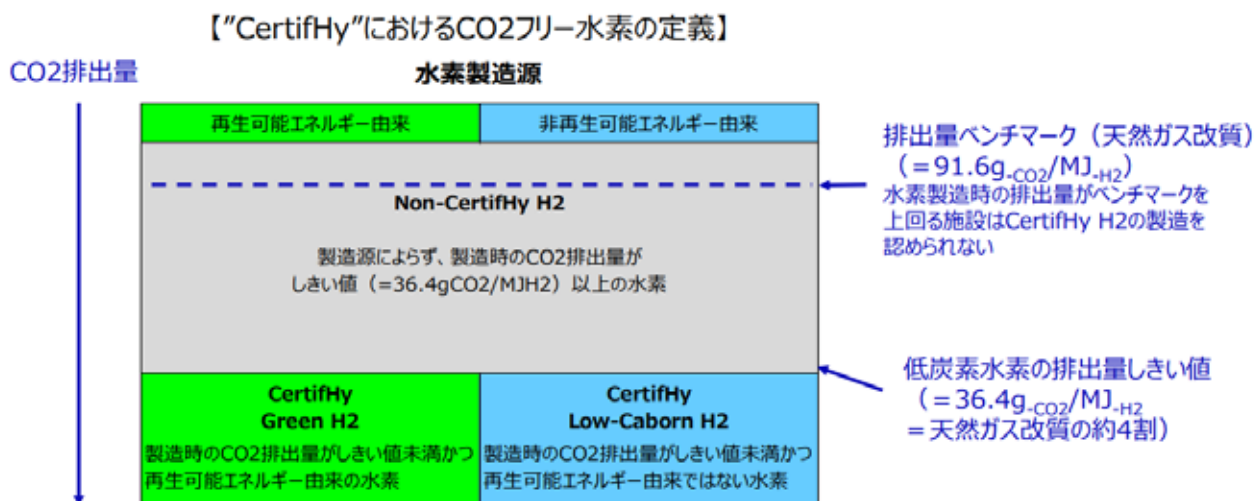 【”CertifHy”におけるCO2フリー水素の定義】
CO2排出量
水素製造源
再生可能エネルギー由来
非再生可能エネルギー由来
排出量ベンチマーク（天然ガス改質）
（=91.6g-CO2/MJ-H2）
水素製造時の排出量がベンチマークを
上回る施設はCertifHy H2の製造を
認められない
Non-CertifHy H2
製造源によらず、製造時のCO2排出量が
しきい値（=36.4gCO2/MJH2）以上の水素
低炭素水素の排出量しきい値
（＝36.4g-CO2/MJ-H2
＝天然ガス改質の約4割）
CertifHy
Green H2
製造時のCO2排出量がしきい値未満かつ
再生可能エネルギー由来の水素
CertifHy
Low-Caborn H2
製造時のCO2排出量がしきい値未満かつ
再生可能エネルギー由来ではない水素